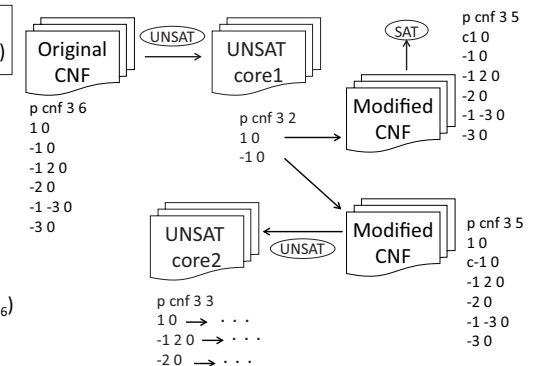 )
Original
CNF
p cnf 3 6
1 0
-1 0
-1 2 0
-2 0
-1 -3 0
-3 0
UNSAT
UNSAT
core1
p cnf 3 2
1 0
-1 0
SAT
Modified
CNF
p cnf 3 5
c1 0
-1 0
-1 2 0
-2 0
-1 -3 0
-3 0
Modified
CNF
p cnf 3 5
1 0
c-1 0
-1 2 0
-2 0
-1 -3 0
-3 0
UNSAT
UNSAT
core2
p cnf 3 3
1 0 → · · ·
-1 2 0 → · · ·
-2 0 → · · ·
6)